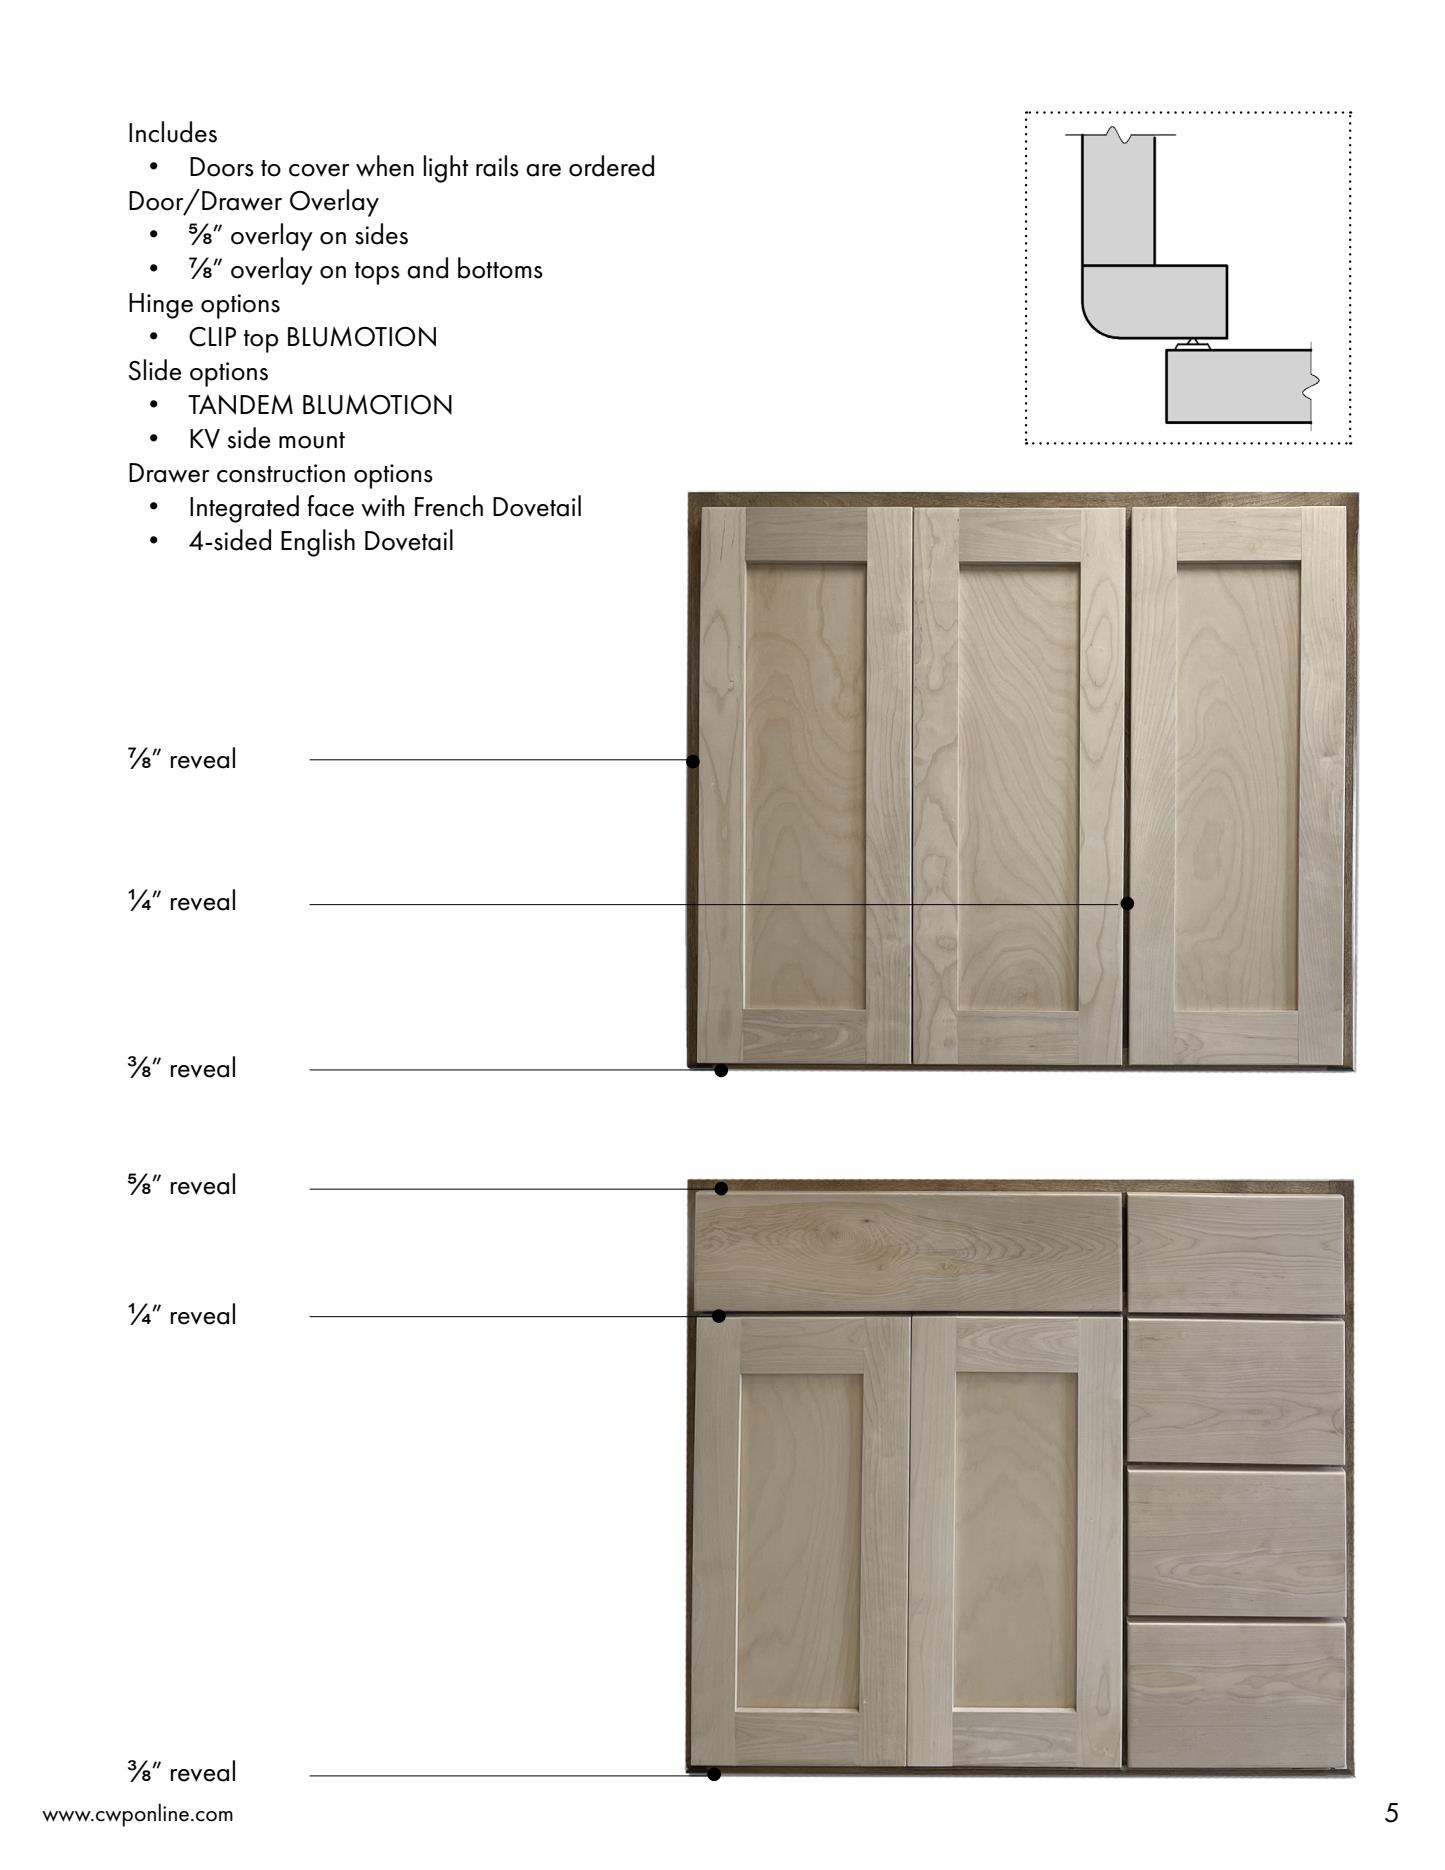 Includes
• Doors to cover when light rails are ordered
Door/Drawer Overlay
• ⅝” overlay on sides
• ⅞” overlay on tops and bottoms
Hinge options
• CLIP top BLUMOTION
Slide options
• TANDEM BLUMOTION
• KV side mount
Drawer construction options
• Integrated face with French Dovetail
• 4-sided English Dovetail
⅞” reveal
¼” reveal
⅜” reveal
⅝” reveal
¼” reveal
⅜” reveal
www.cwponline.com
5